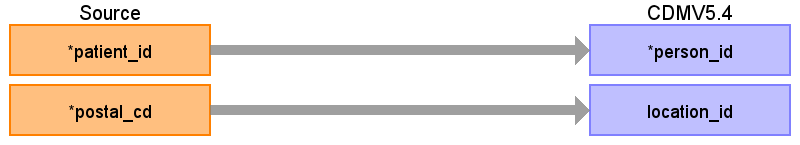 Source
CDMV5.4
*patient_id
*person_id
*postal_cd
location_id